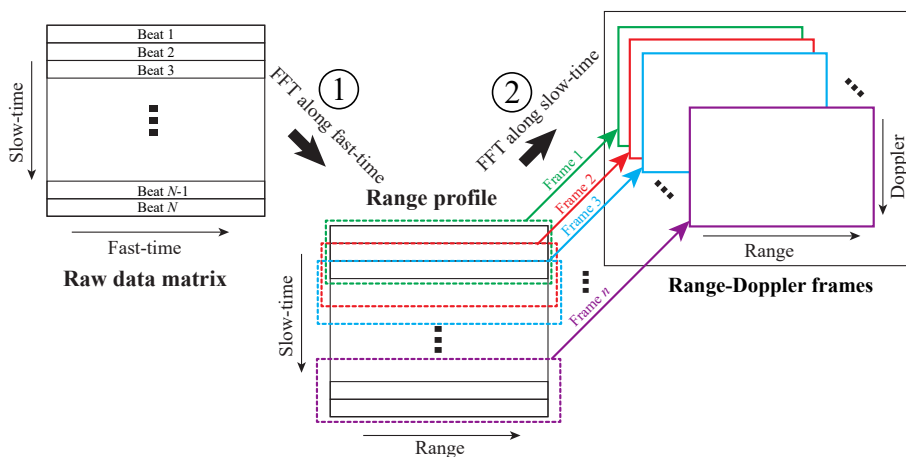 Beat 1
Beat 2
Beat 3
Slow-time
Beat N-1
Beat N
Fast-time
Raw data matrix
1
FFT along fast-time
2
FFT along slow-time
Range profile
Slow-time
Range
Frame 1
Frame 2
Frame 3
Frame n
Doppler
Range
Range-Doppler frames